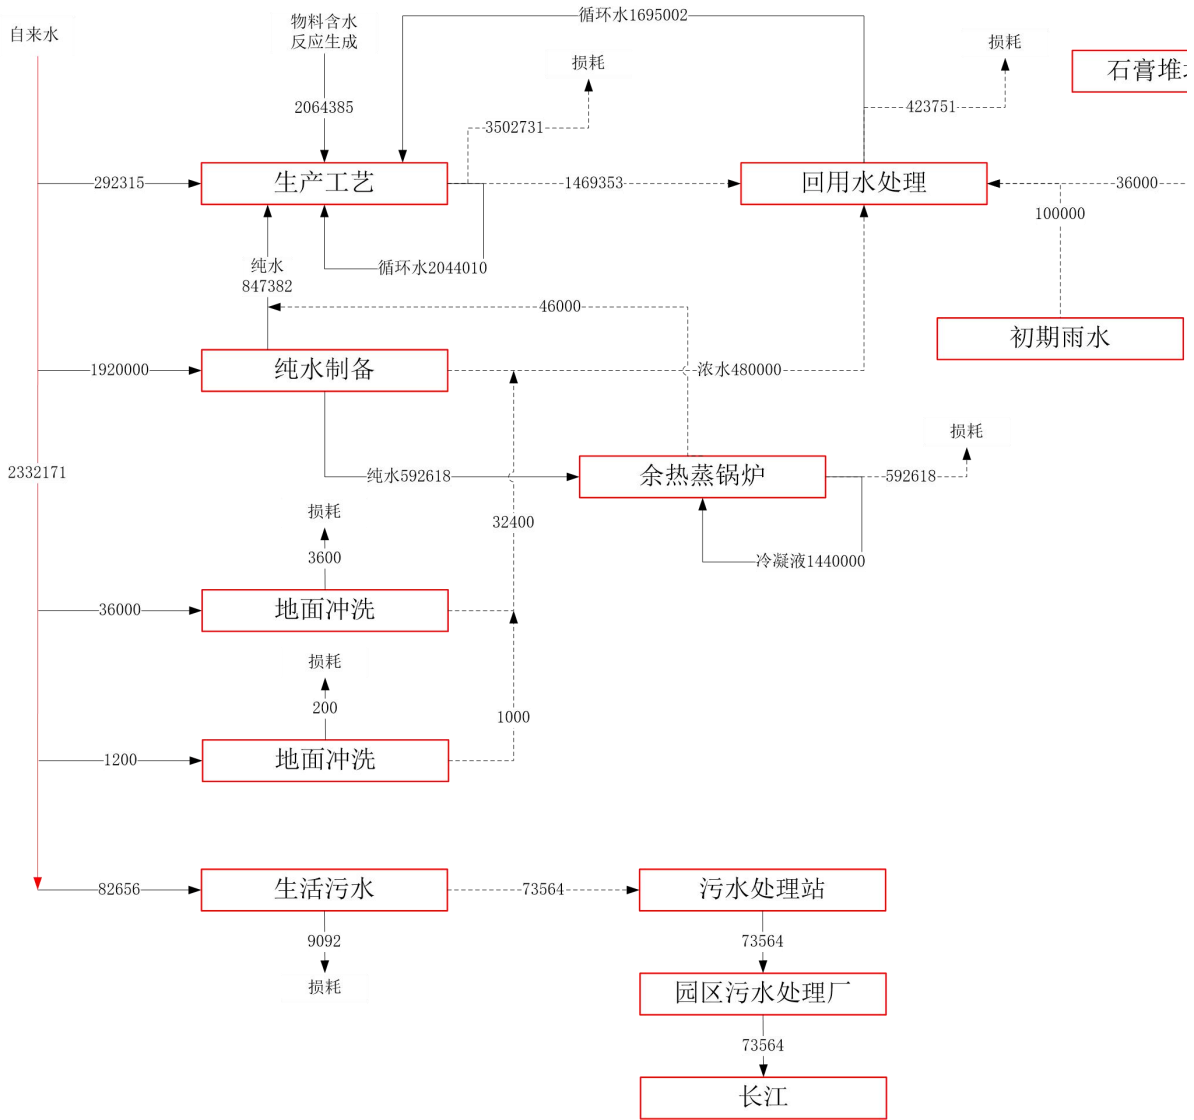 物料含水
反应生成
循环水1695002
自来水
损耗
损耗
石膏堆
2064385
423751
3502731
292315
生产工艺
1469353
回用水处理
36000
100000
纯水
847382
循环水2044010
46000
初期雨水
1920000
纯水制备
浓水480000
损耗
2332171
纯水592618
余热蒸锅炉
592618
损耗
32400
3600
冷凝液1440000
36000
地面冲洗
损耗
200
1000
1200
地面冲洗
82656
生活污水
73564
污水处理站
9092
73564
损耗
园区污水处理厂
73564
长江